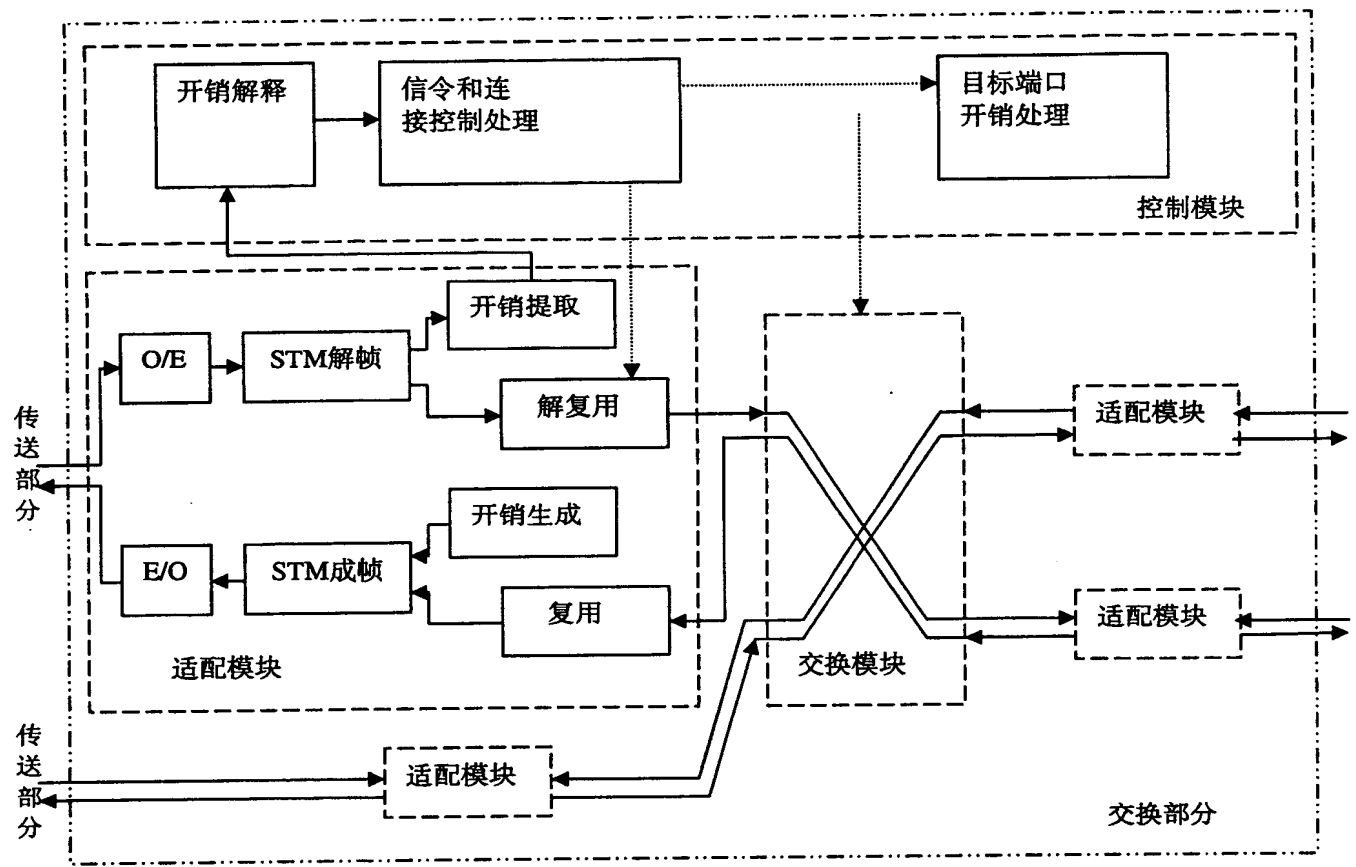 开销解释
信令和连
接控制处理
目标端口
开销处理
控制模块
开销提取
O/E
STM解帧
解复用
传送部分
适配模块
开销生成
E/O
STM成帧
复用
适配模块
适配模块
交换模块
传送部分
适配模块
交换部分